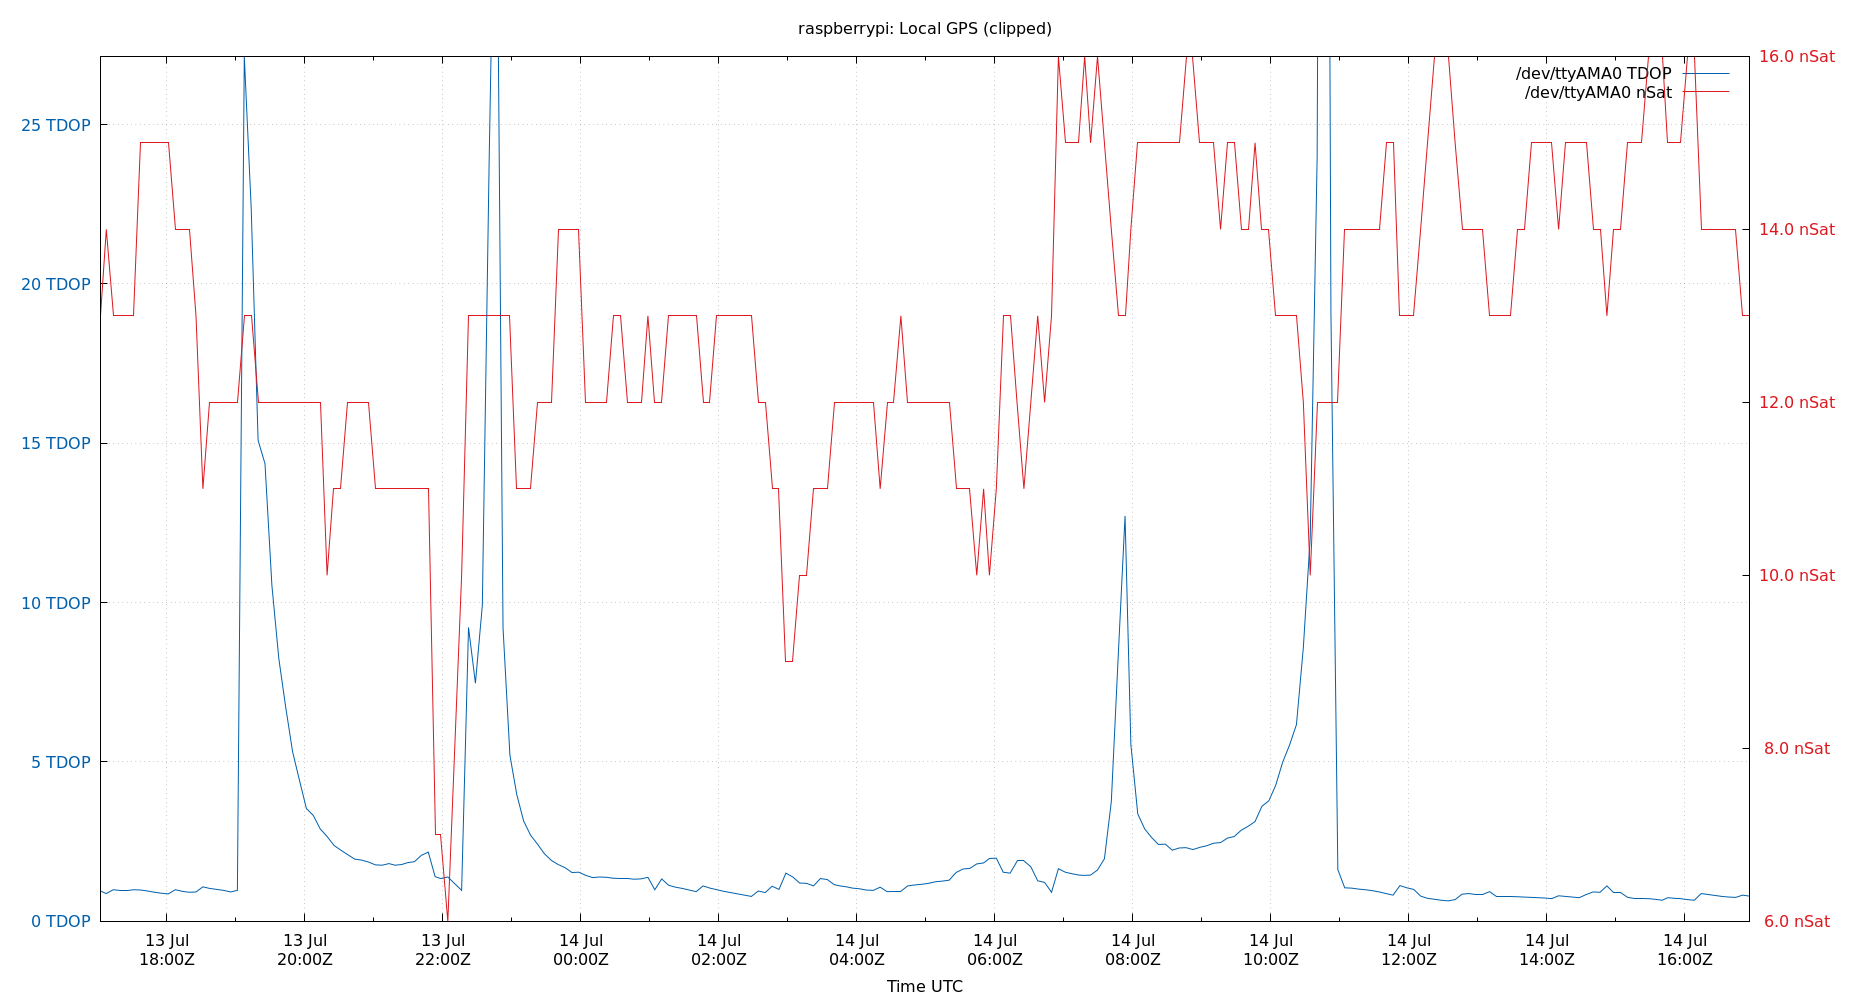 raspberrypi: Local GPS (clipped)
/dev/ttyAMA0 TDOP
/dev/ttyAMA0 nSat
25 TDOP
20 TDOP
15 TDOP
10 TDOP
5 TDOP
0 TDOP
16.0 nSat
14.0 nSat
12.0 nSat
10.0 nSat
8.0 nSat
6.0 nSat
13 Jul
18:00Z
13 Jul
20:00Z
13 Jul
22:00Z
14 Jul
00:00Z
14 Jul
02:00Z
14 Jul
04:00Z
14 Jul
06:00Z
14 Jul
08:00Z
14 Jul
10:00Z
14 Jul
12:00Z
14 Jul
14:00Z
14 Jul
16:00Z
Time UTC